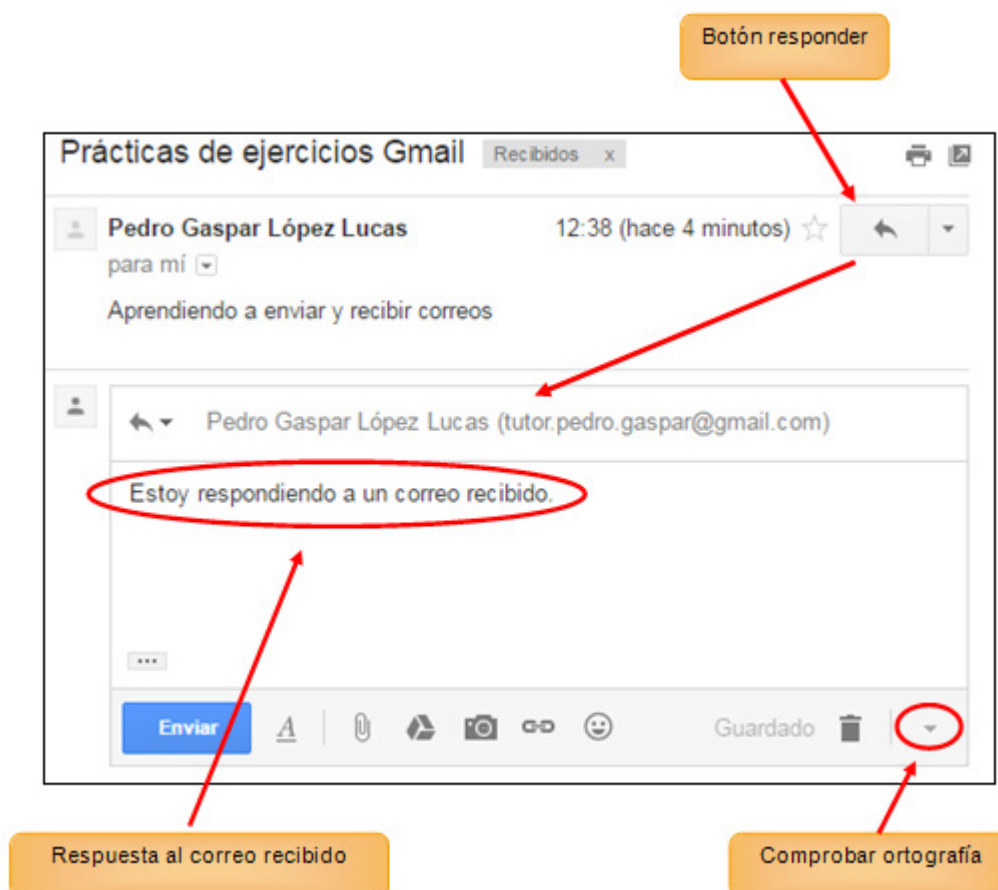 Botón responder
Prácticas de ejercicios Gmail Recibidos x
Pedro Gaspar López Lucas 12:38 (hace 4 minutos)
para mí
Aprendiendo a enviar y recibir correos
Pedro Gaspar López Lucas (tutor.pedro.gaspar@gmail.com)
Estoy respondiendo a un correo recibido.
Enviar A Guardado
Respuesta al correo recibido Comprobar ortografía